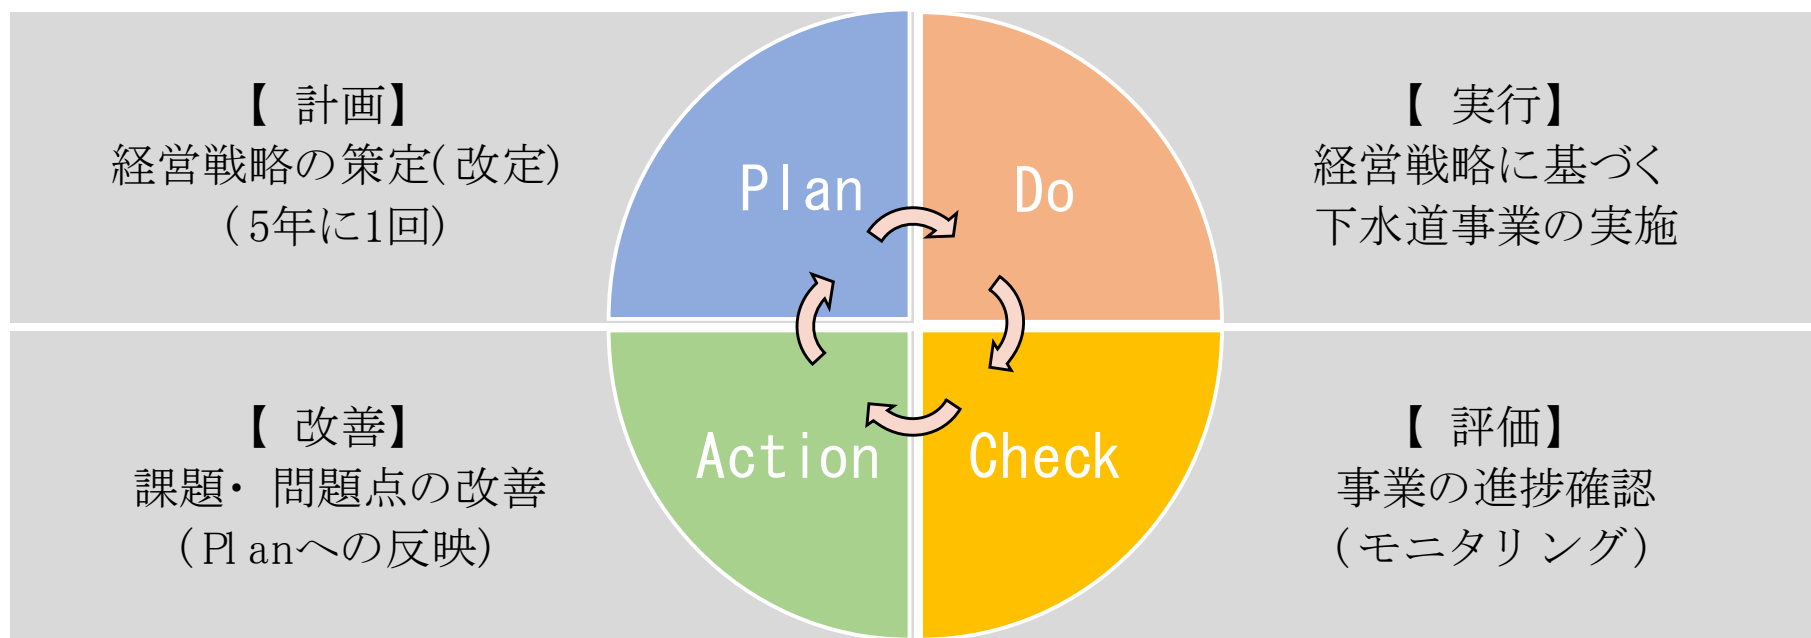 【 計画】
経営戦略の策定(改定)
(5年に1回)
Plan
Do
【 実行】
経営戦略に基づく
下水道事業の実施
【 改善】
課題・ 問題点の改善
(Planへの反映)
Action
Check
【 評価】
事業の進捗確認
(モニタリング)